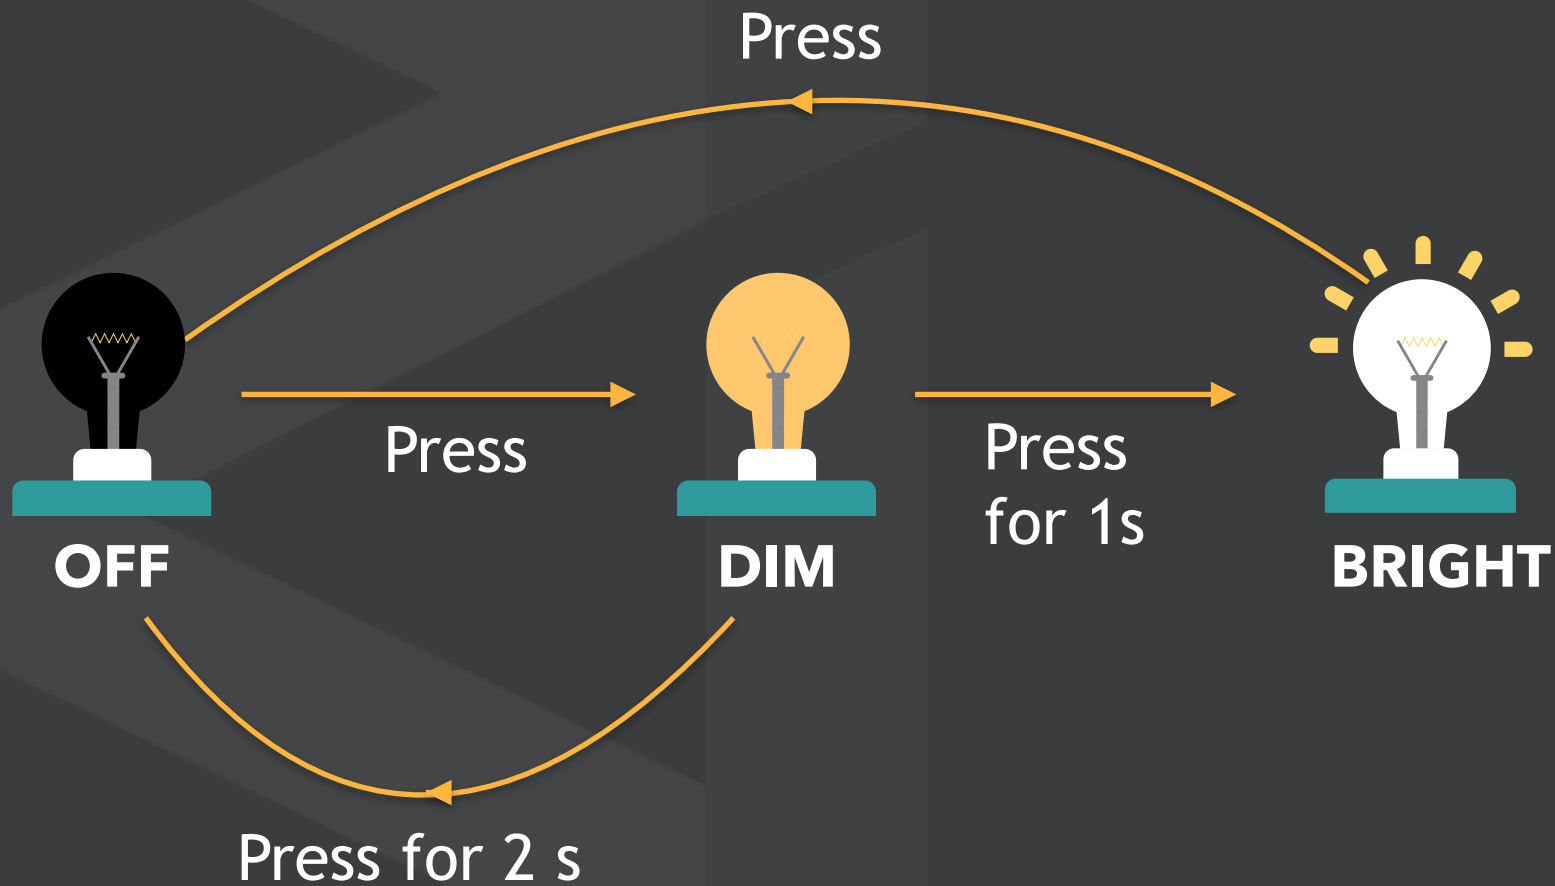 Press
Press
Press
for 1s
OFF
DIM
BRIGHT
Press for 2 s